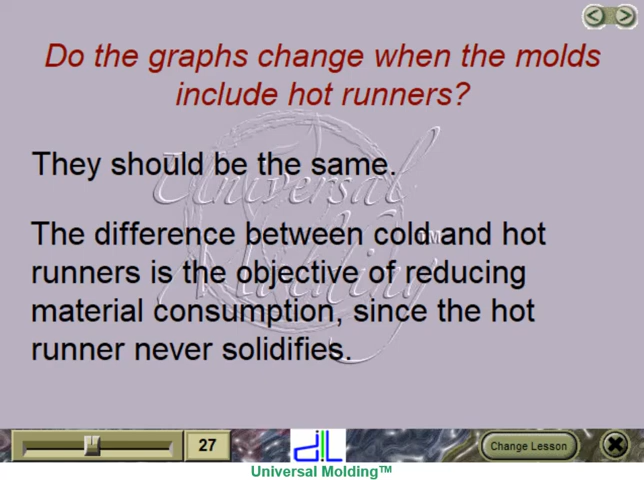 Do the graphs change when the molds
include hot runners?
They should be the same.
The difference between cold and hot
runners is the objective of reducing
material consumption, since the hot
runner never solidifies.
Universal
Molding™
27
Change Lesson
Universal Molding™